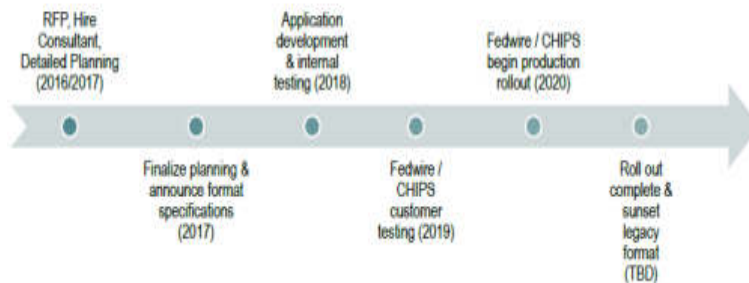 RFP, Hire
Consultant,
Detailed Planning
(2016/2017)
Finalize planning &
announce format
specifications
(2017)
Application
development
& internal
testing (2018)
Fedwire /
CHIPS
customer
testing (2019)
Fedwire / CHIPS
begin production
rollout (2020)
Roll out
complete &
sunset
legacy
format
(TBD)